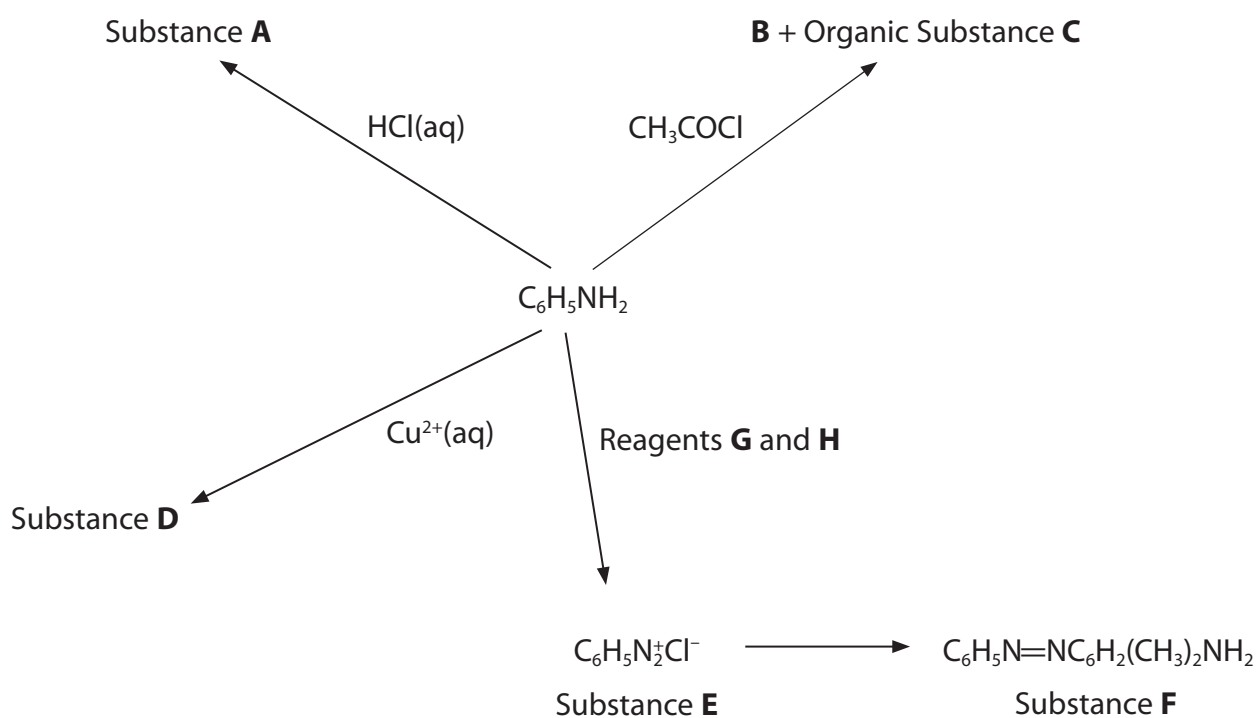 Substance A
B + Organic Substance C
HCl(aq)
CH₃COCl
C₆H₅NH₂
Cu²⁺(aq)
Reagents G and H
Substance D
C₆H₅N₂⁺Cl⁻
C₆H₅N=NC₆H₂(CH₃)₂NH₂
Substance E
Substance F